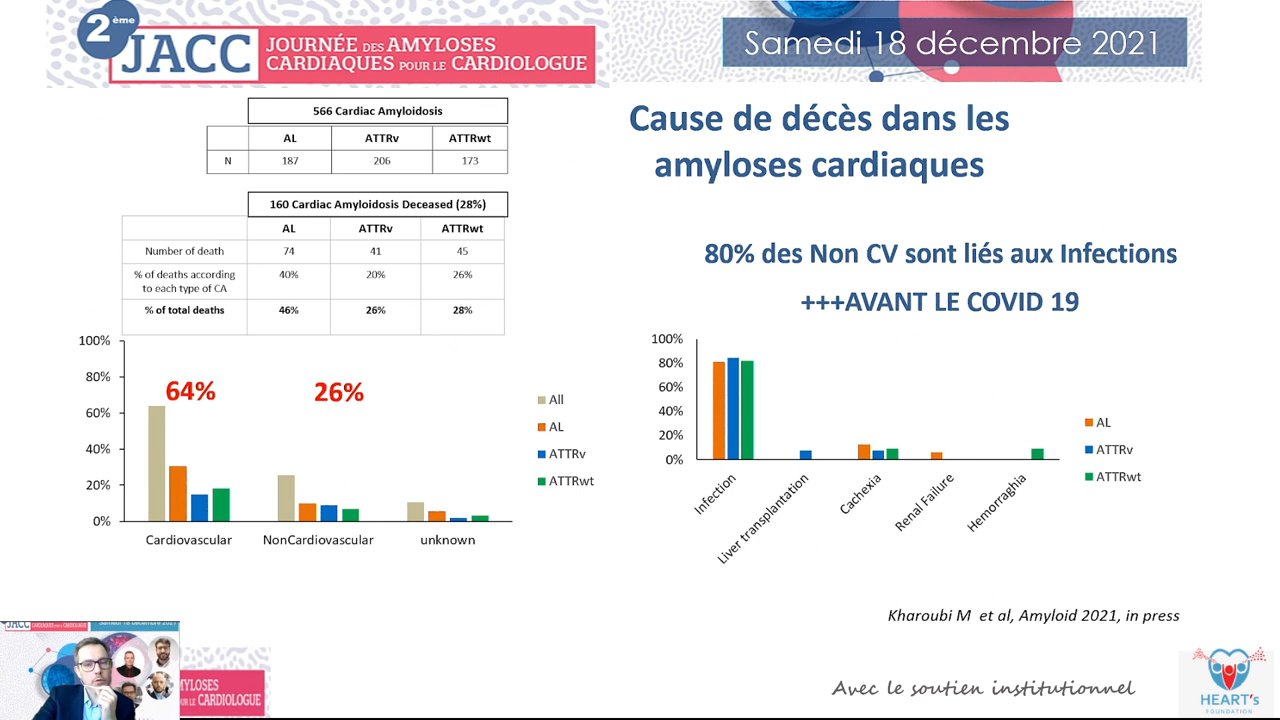 2ème
JACC
JOURNÉE DES AMYLOSES
CARDIAQUES POUR LE CARDIOLOGUE
Samedi 18 décembre 2021
Cause de décès dans les
amyloses cardiaques
566 Cardiac Amyloidosis
AL ATTRv ATTRwt
N 187 206 173
160 Cardiac Amyloidosis Deceased (28%)
AL ATTRv ATTRwt
Number of death 74 41 45
% of deaths according
to each type of CA 40% 20% 26%
% of total deaths 46% 26% 28%
100%
80%
60%
40%
20%
0%
64%
26%
Cardiovascular NonCardiovascular unknown
All
AL
ATTRv
ATTRwt
80% des Non CV sont liés aux Infections
+++AVANT LE COVID 19
100%
80%
60%
40%
20%
0%
Infection
Liver transplantation
Cachexia
Renal Failure
Hemorraghia
AL
ATTRv
ATTRwt
Kharoubi M et al, Amyloid 2021, in press
JACC
MYLOSES
LE CARDIOLOGUE
Avec le soutien institutionnel
HEART's
FOUNDATION